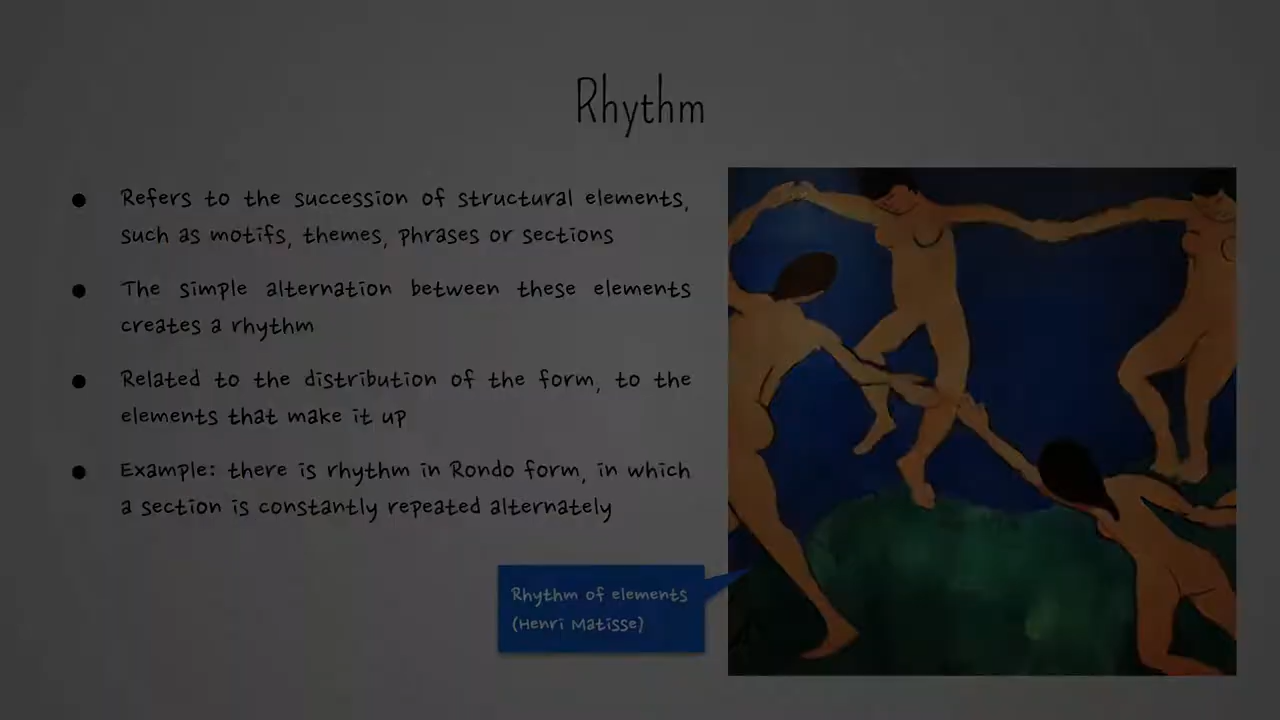 Rhythm
● Refers to the succession of structural elements,
such as motifs, themes, phrases or sections
● The simple alternation between these elements
creates a rhythm
● Related to the distribution of the form, to the
elements that make it up
● Example: there is rhythm in Rondo form, in which
a section is constantly repeated alternately
Rhythm of elements
(Henri Matisse)